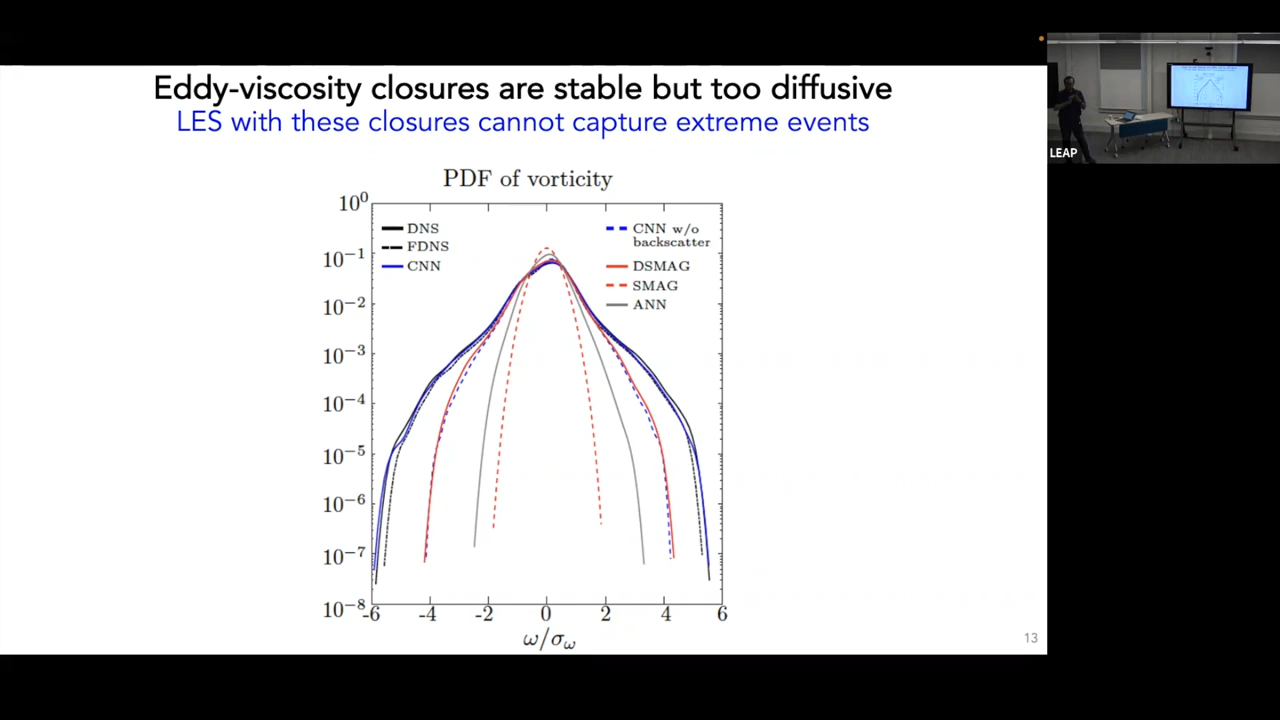 Eddy-viscosity closures are stable but too diffusive
LES with these closures cannot capture extreme events
LEAP
PDF of vorticity
10⁰
10⁻¹
10⁻²
10⁻³
10⁻⁴
10⁻⁵
10⁻⁶
10⁻⁷
10⁻⁸
DNS
FDNS
CNN
CNN w/o
backscatter
DSMAG
SMAG
ANN
-6 -4 -2 0 2 4 6
ω/σω
13